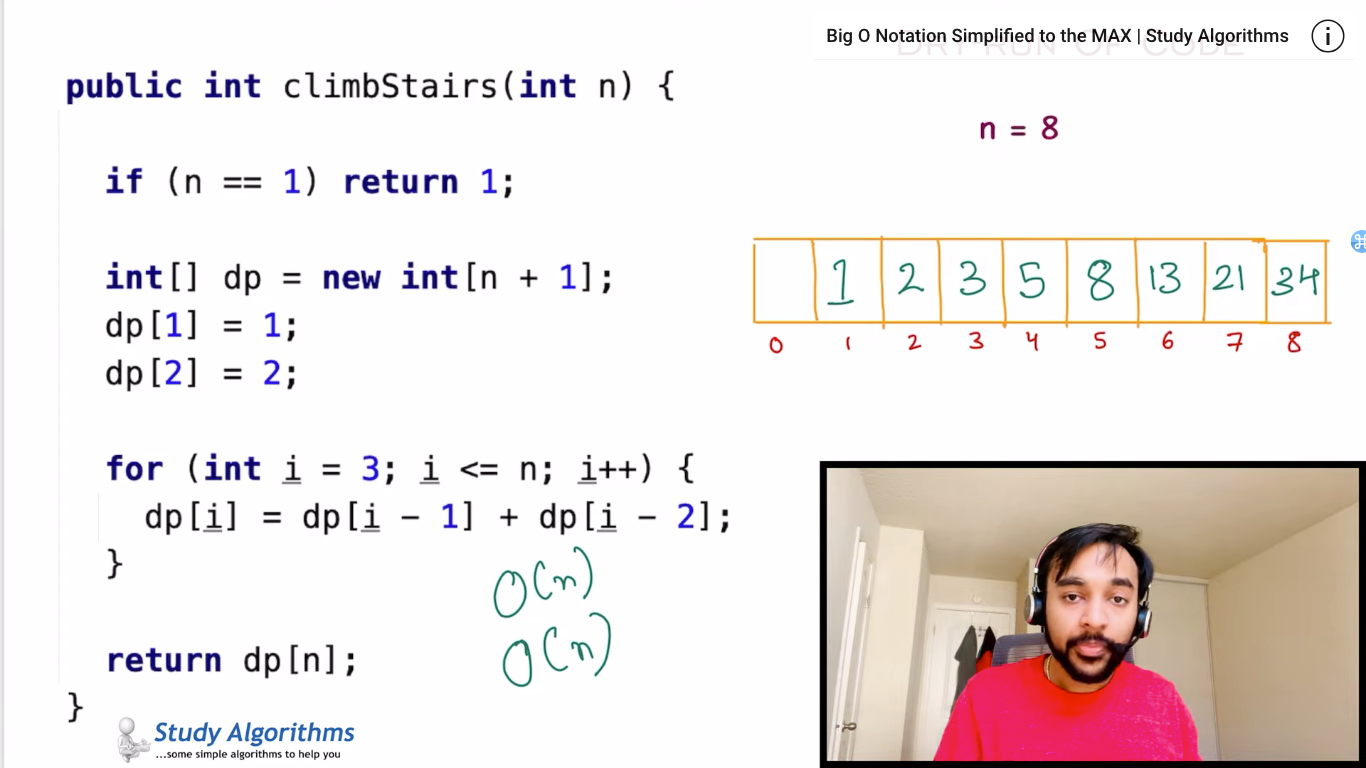 Big O Notation Simplified to the MAX | Study Algorithms
DRY-RUN OF CODE
public int climbStairs(int n) {
if (n == 1) return 1;
int[] dp = new int[n + 1];
dp[1] = 1;
dp[2] = 2;
for (int i = 3; i <= n; i++) {
dp[i] = dp[i - 1] + dp[i - 2];
}
return dp[n];
}
O(n)
O(n)
n = 8
1 2 3 5 8 13 21 34
0 1 2 3 4 5 6 7 8
Study Algorithms
...some simple algorithms to help you